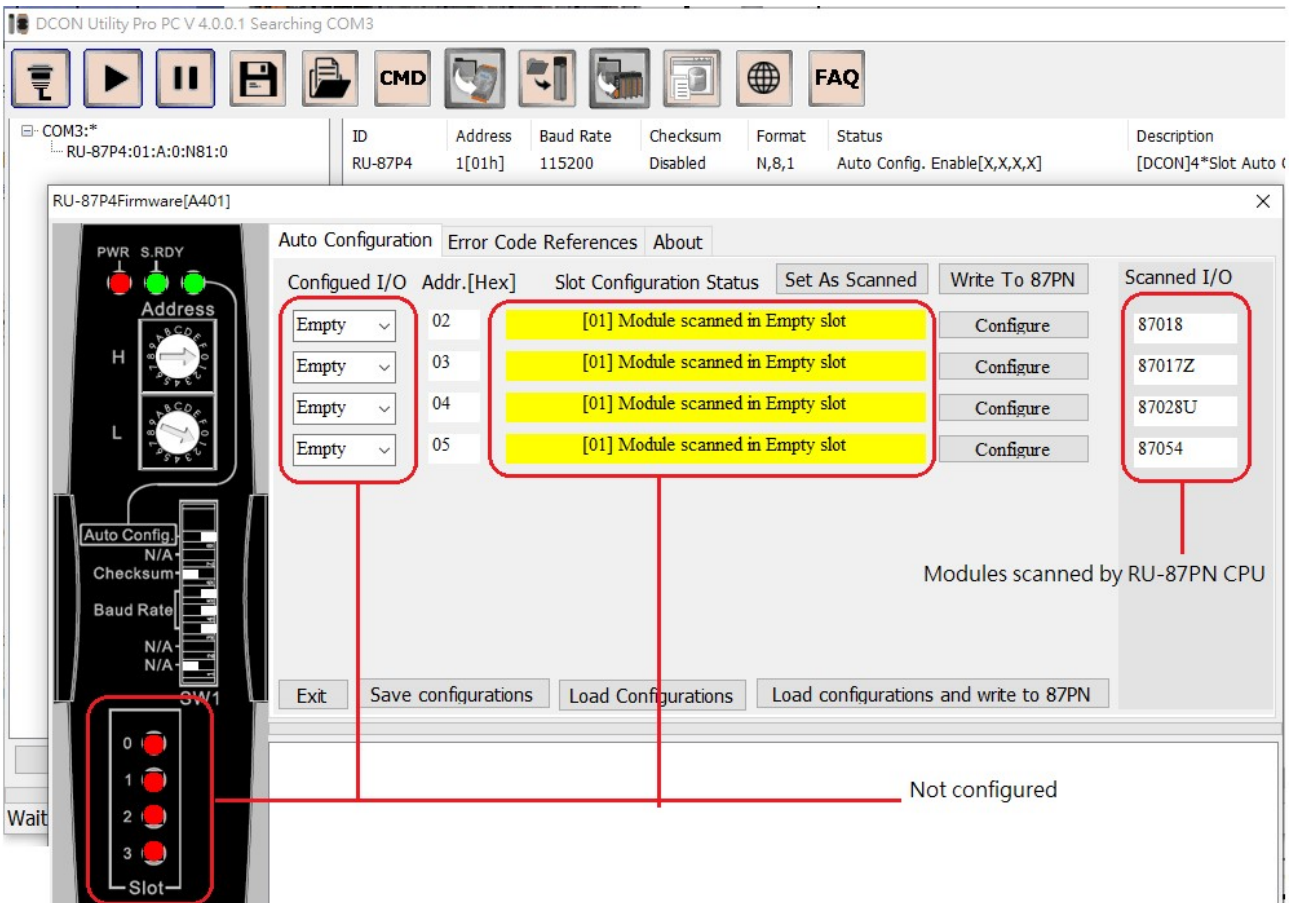 DCON Utility Pro PC V 4.0.0.1 Searching COM3
CMD
FAQ
COM3:*
RU-87P4:01:A:0:N81:0
ID Address Baud Rate Checksum Format Status Description
RU-87P4 1[01h] 115200 Disabled N,8,1 Auto Config. Enable[X,X,X,X] [DCON]4*Slot Auto
RU-87P4Firmware[A401]
PWR S.RDY
Address
H
L
Auto Config.
N/A
Checksum
Baud Rate
N/A
N/A
SW1
0
1
2
3
Slot
Auto Configuration Error Code References About
Configued I/O Addr.[Hex] Slot Configuration Status Set As Scanned Write To 87PN Scanned I/O
Empty 02 [01] Module scanned in Empty slot Configure 87018
Empty 03 [01] Module scanned in Empty slot Configure 87017Z
Empty 04 [01] Module scanned in Empty slot Configure 87028U
Empty 05 [01] Module scanned in Empty slot Configure 87054
Modules scanned by RU-87PN CPU
Exit Save configurations Load Configurations Load configurations and write to 87PN
Not configured
Wait